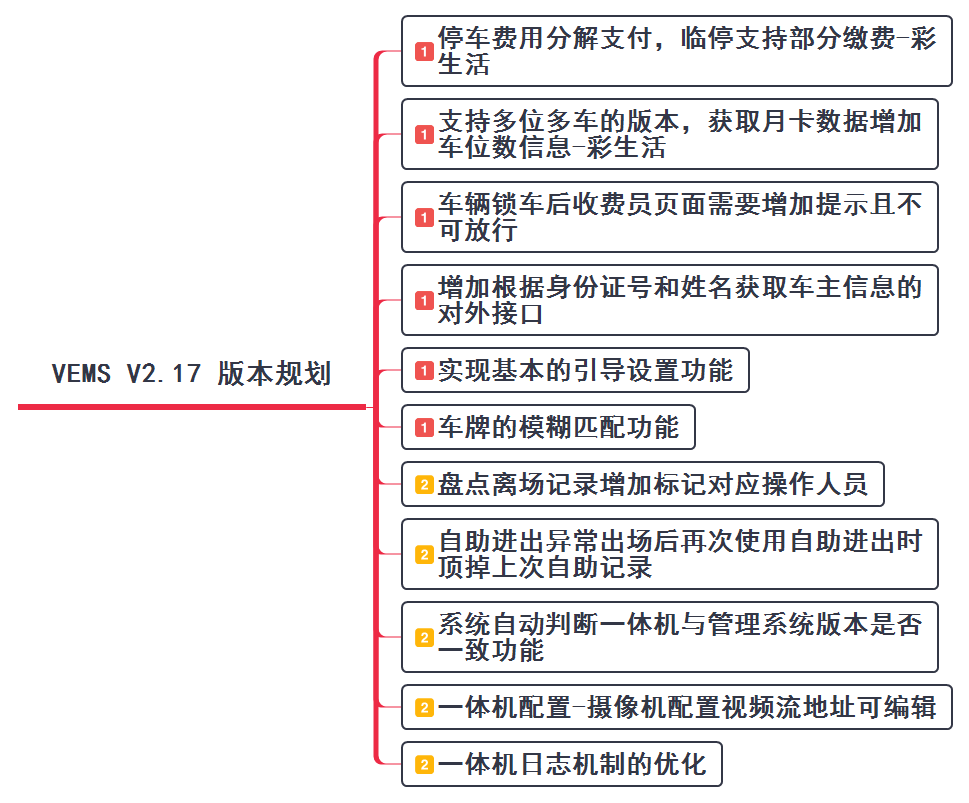 VEMS V2.17 版本规划
1 停车费用分解支付，临停支持部分缴费-彩
生活
1 支持多位多车的版本，获取月卡数据增加
车位数信息-彩生活
1 车辆锁车后收费员页面需要增加提示且不
可放行
1 增加根据身份证号和姓名获取车主信息的
对外接口
1 实现基本的引导设置功能
1 车牌的模糊匹配功能
2 盘点离场记录增加标记对应操作人员
2 自助进出异常出场后再次使用自助进出时
顶掉上次自助记录
2 系统自动判断一体机与管理系统版本是否
一致功能
2 一体机配置-摄像机配置视频流地址可编辑
2 一体机日志机制的优化